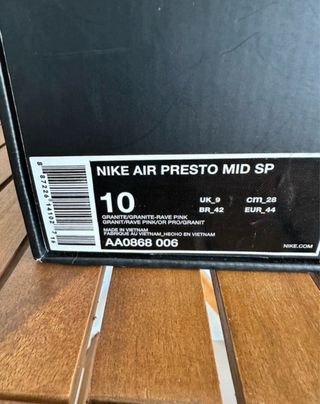 NIKE AIR PRESTO MID SP
10 UK_9 cm_28
BR_42 EUR_44
GRANITE/GRANITE-RAVE PINK
GRANIT/RAVE PINK/OR PRO/GRANIT
MADE IN VIETNAM
FABRIQUE AU VIETNAM_HECHO EN VIETNAM
AA0868 006
NIKE.COM